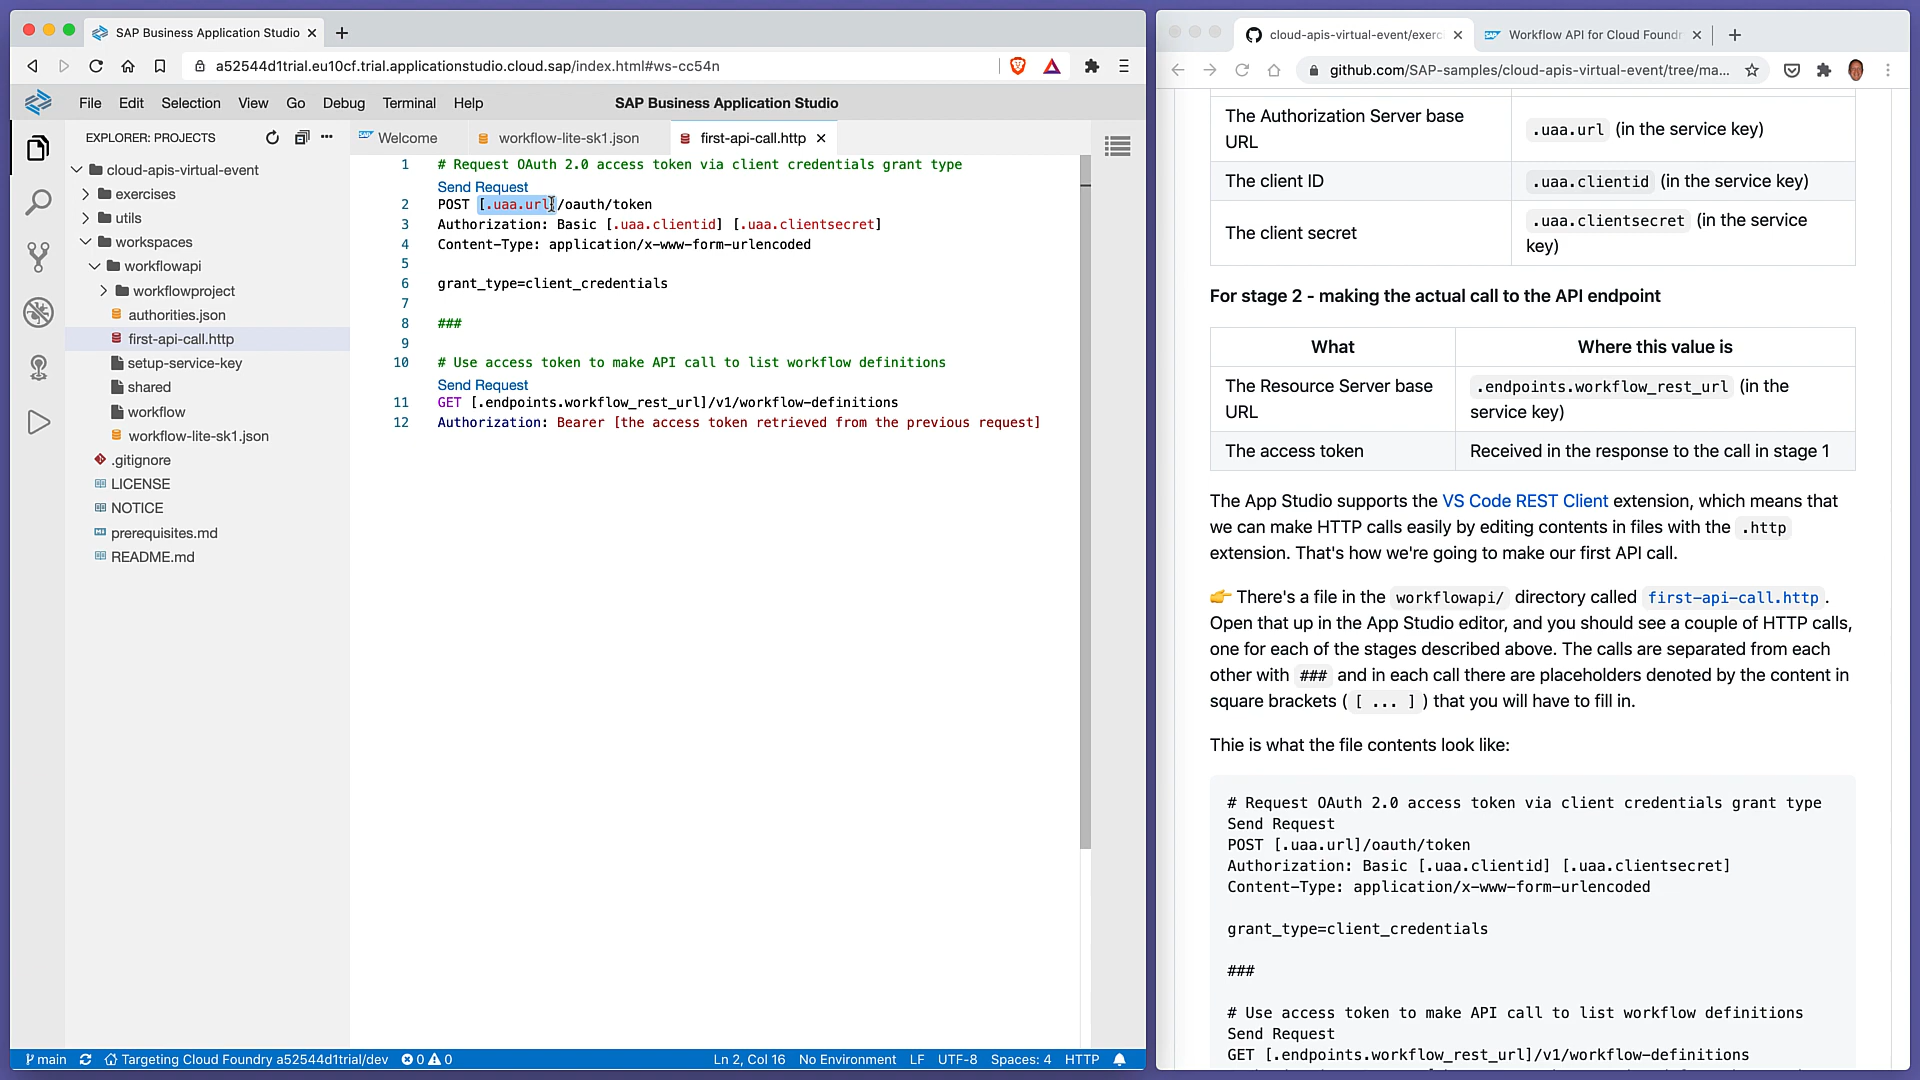 SAP Business Application Studio
a52544d1trial.eu10cf.trial.applicationstudio.cloud.sap/index.html#ws-cc54n
File Edit Selection View Go Debug Terminal Help
SAP Business Application Studio
EXPLORER: PROJECTS
cloud-apis-virtual-event
exercises
utils
workspaces
workflowapi
workflowproject
authorities.json
first-api-call.http
setup-service-key
shared
workflow
workflow-lite-sk1.json
.gitignore
LICENSE
NOTICE
prerequisites.md
README.md
Welcome
workflow-lite-sk1.json
first-api-call.http
1 # Request OAuth 2.0 access token via client credentials grant type
Send Request
2 POST [.uaa.url]/oauth/token
3 Authorization: Basic [.uaa.clientid] [.uaa.clientsecret]
4 Content-Type: application/x-www-form-urlencoded
5
6 grant_type=client_credentials
7
8 ###
9
10 # Use access token to make API call to list workflow definitions
Send Request
11 GET [.endpoints.workflow_rest_url]/v1/workflow-definitions
12 Authorization: Bearer [the access token retrieved from the previous request]
main Targeting Cloud Foundry a52544d1trial/dev 0 0 Ln 2, Col 16 No Environment LF UTF-8 Spaces: 4 HTTP
cloud-apis-virtual-event/exerc
Workflow API for Cloud Foundr
github.com/SAP-samples/cloud-apis-virtual-event/tree/ma...
The Authorization Server base URL .uaa.url (in the service key)
The client ID .uaa.clientid (in the service key)
The client secret .uaa.clientsecret (in the service key)
For stage 2 - making the actual call to the API endpoint
What Where this value is
The Resource Server base URL .endpoints.workflow_rest_url (in the service key)
The access token Received in the response to the call in stage 1
The App Studio supports the VS Code REST Client extension, which means that
we can make HTTP calls easily by editing contents in files with the .http
extension. That's how we're going to make our first API call.
👉 There's a file in the workflowapi/ directory called first-api-call.http.
Open that up in the App Studio editor, and you should see a couple of HTTP calls,
one for each of the stages described above. The calls are separated from each
other with ### and in each call there are placeholders denoted by the content in
square brackets ( [ ... ] ) that you will have to fill in.
Thie is what the file contents look like:
# Request OAuth 2.0 access token via client credentials grant type
Send Request
POST [.uaa.url]/oauth/token
Authorization: Basic [.uaa.clientid] [.uaa.clientsecret]
Content-Type: application/x-www-form-urlencoded
grant_type=client_credentials
###
# Use access token to make API call to list workflow definitions
Send Request
GET [.endpoints.workflow_rest_url]/v1/workflow-definitions